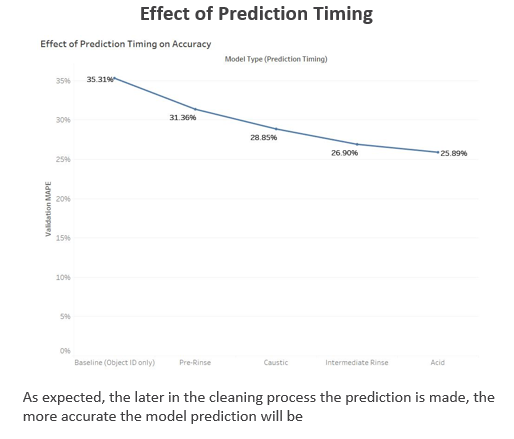 Effect of Prediction Timing
Effect of Prediction Timing on Accuracy
Model Type (Prediction Timing)
35%
35.31%
30%
31.36%
28.85%
26.90%
25.89%
25%
20%
Validation MAPE
15%
10%
5%
0%
Baseline (Object ID only) Pre-Rinse Caustic Intermediate Rinse Acid
As expected, the later in the cleaning process the prediction is made, the
more accurate the model prediction will be